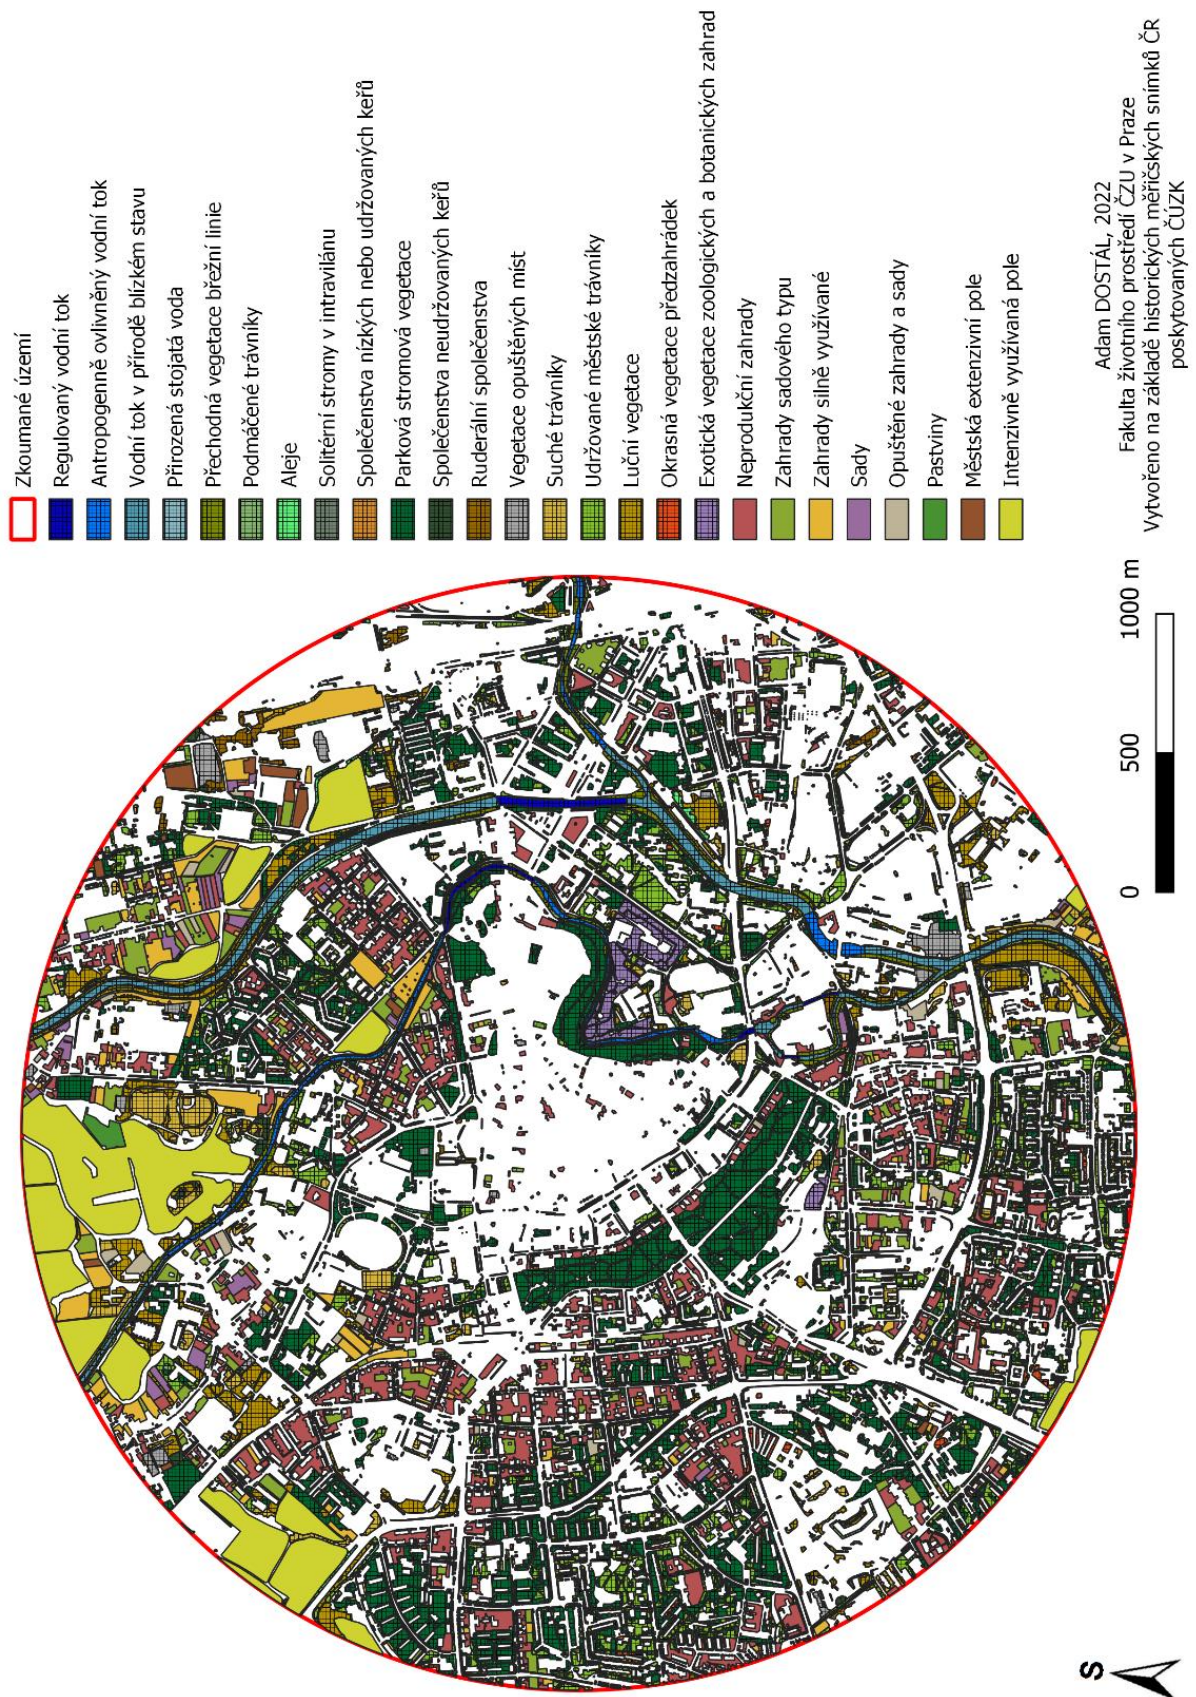 Zkoumané území
Regulovaný vodní tok
Antropogenně ovlivněný vodní tok
Vodní tok v přírodě blízkém stavu
Přirozená stojatá voda
Přechodná vegetace břežní linie
Podmáčené trávníky
Aleje
Solitérní stromy v intravilánu
Společenstva nízkých nebo udržovaných keřů
Parková stromová vegetace
Společenstva neudržovaných keřů
Ruderální společenstva
Vegetace opuštěných míst
Suché trávníky
Udržované městské trávníky
Luční vegetace
Okrasná vegetace předzahrádek
Exotická vegetace zoologických a botanických zahrad
Neprodukční zahrady
Zahrady sadového typu
Zahrady silně využívané
Sady
Opuštěné zahrady a sady
Pastviny
Městská extenzivní pole
Intenzivně využívaná pole
S
0 500 1000 m
Adam DOSTÁL, 2022
Fakulta životního prostředí ČZU v Praze
Vytvořeno na základě historických měřičských snímků ČR
poskytovaných ČÚZK